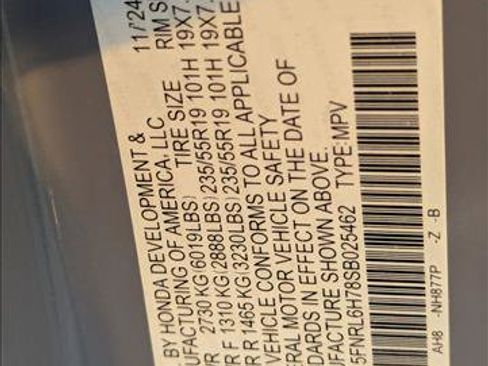 BY HONDA DEVELOPMENT & 11/'24
UFACTURING OF AMERICA, LLC
TIRE SIZE RIM S
2730 KG(6019LBS) 235/55R19 101H 19X7.
R F 1310 KG(2888LBS) 235/55R19 101H 19X7.
R R 1465 KG(3230LBS)
VEHICLE CONFORMS TO ALL APPLICABLE
ERAL MOTOR VEHICLE SAFETY
DARDS IN EFFECT ON THE DATE OF
UFACTURE SHOWN ABOVE.
5FNRL6H78SB025462 TYPE:MPV
AH8 -NH877P -Z -B